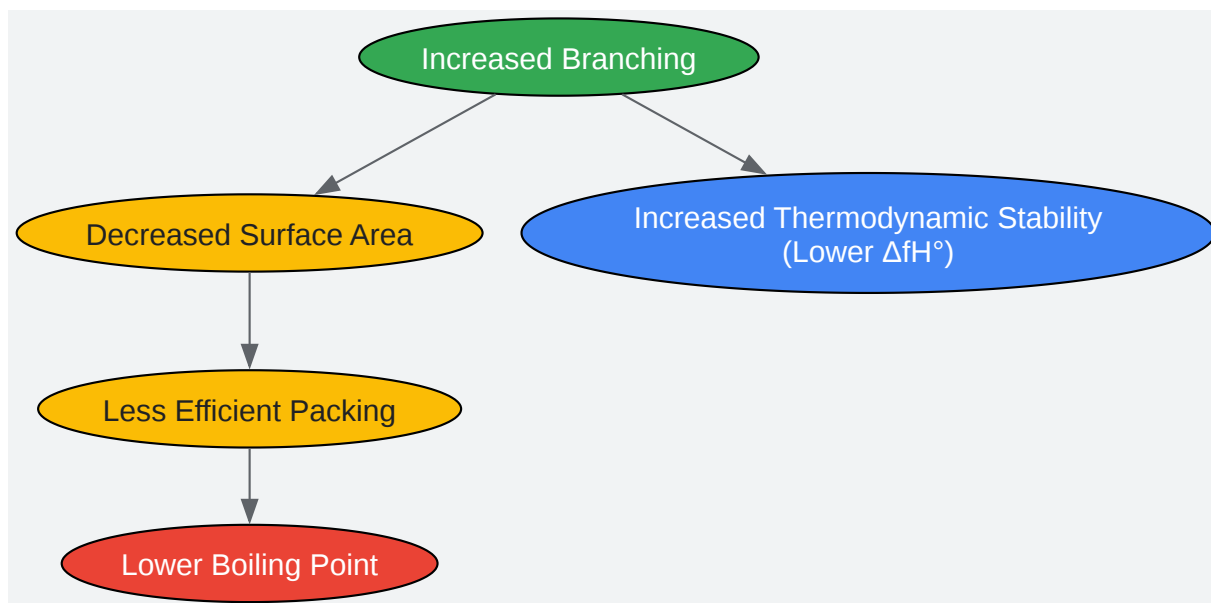 Increased Branching
Decreased Surface Area
Increased Thermodynamic Stability
(Lower ΔfH°)
Less Efficient Packing
Lower Boiling Point